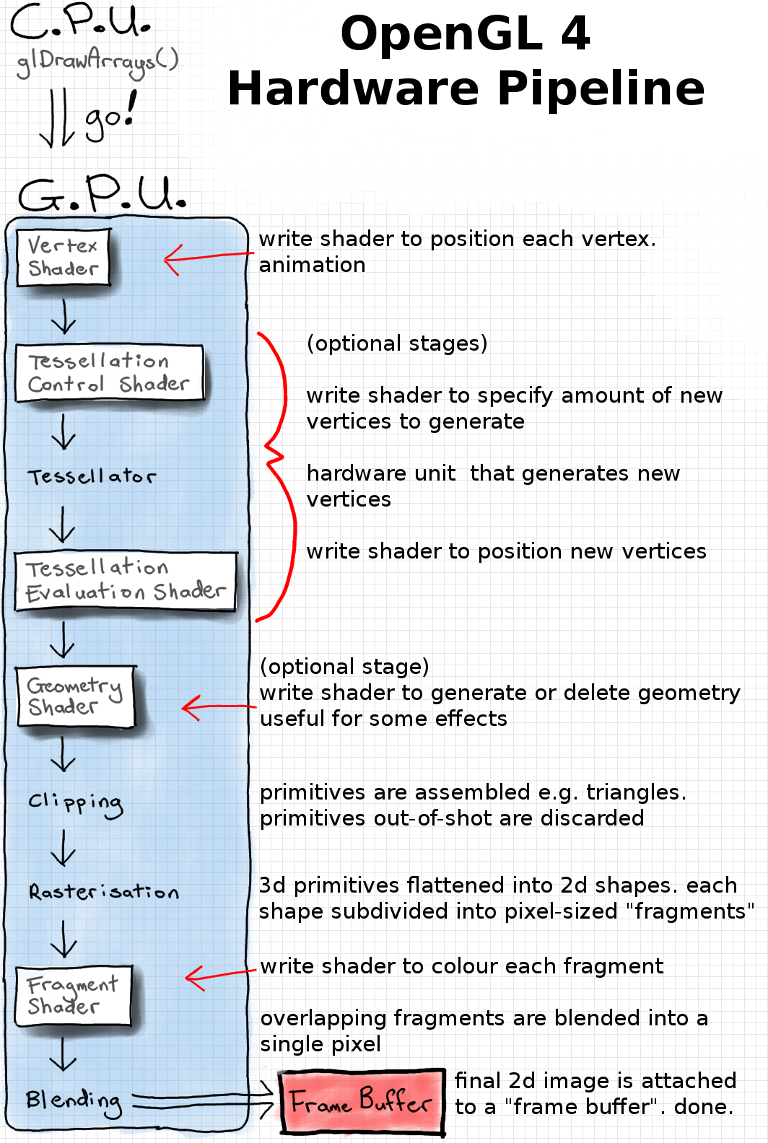 C.P.U.
glDrawArrays()
go!
OpenGL 4
Hardware Pipeline
G.P.U.
Vertex
Shader
write shader to position each vertex.
animation
Tessellation
Control Shader
(optional stages)
write shader to specify amount of new
vertices to generate
Tessellator
hardware unit  that generates new
vertices
Tessellation
Evaluation Shader
write shader to position new vertices
Geometry
Shader
(optional stage)
write shader to generate or delete geometry
useful for some effects
Clipping
primitives are assembled e.g. triangles.
primitives out-of-shot are discarded
Rasterisation
3d primitives flattened into 2d shapes. each
shape subdivided into pixel-sized "fragments"
Fragment
Shader
write shader to colour each fragment
overlapping fragments are blended into a
single pixel
Blending
Frame Buffer
final 2d image is attached
to a "frame buffer". done.